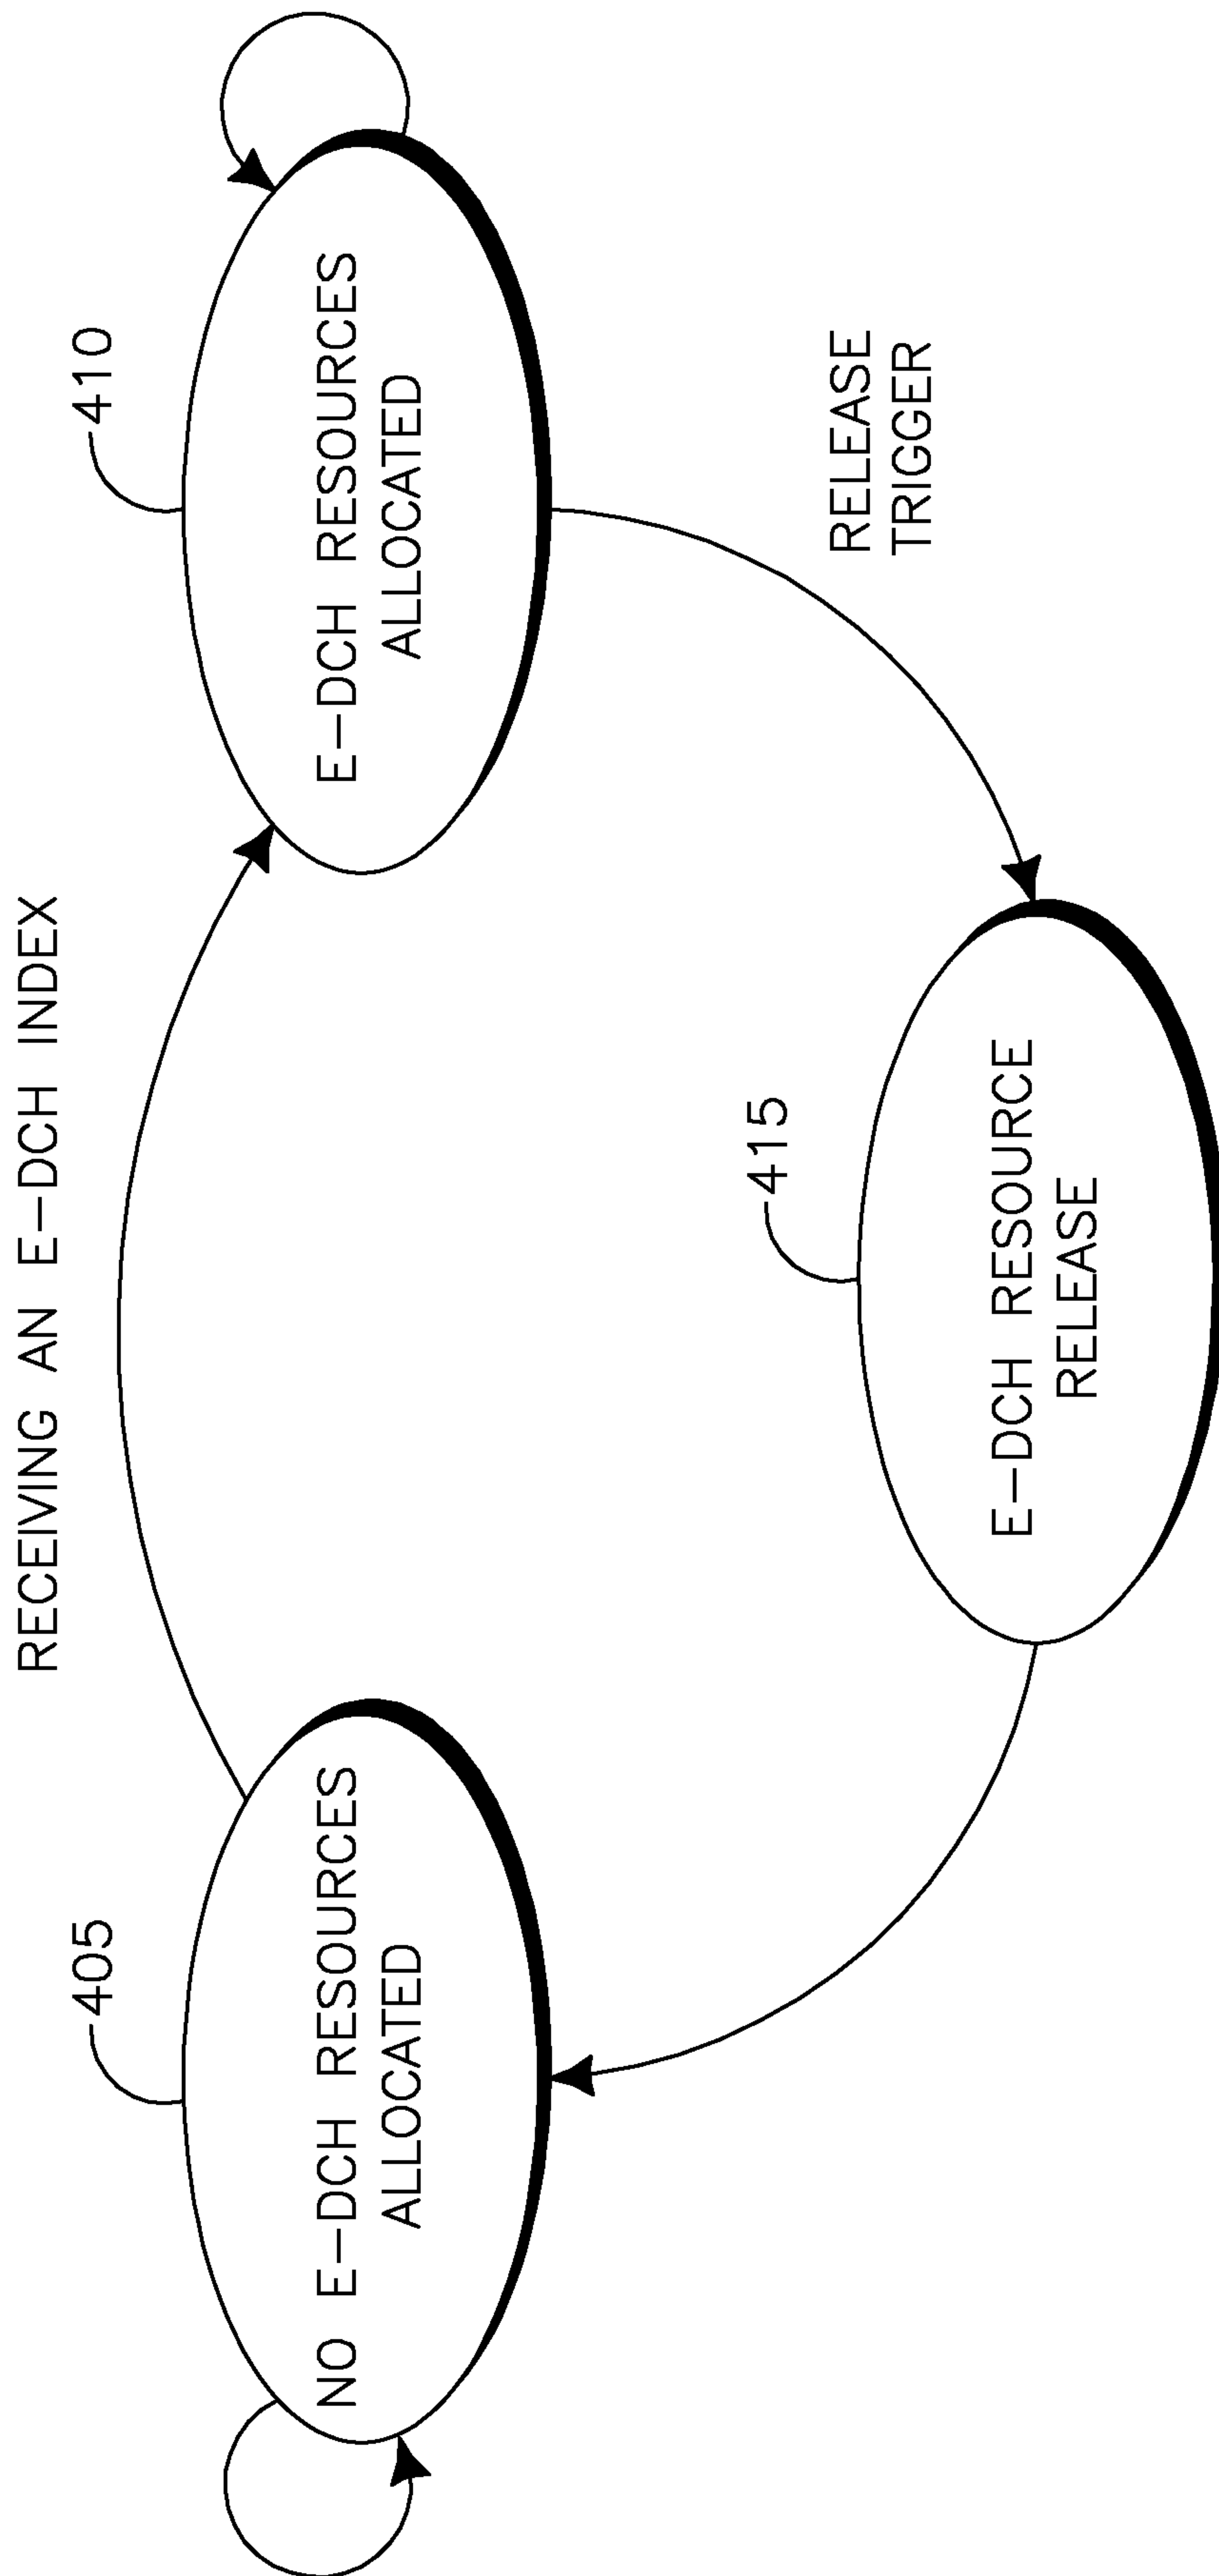 RECEIVING AN E-DCH INDEX
405
NO E-DCH RESOURCES
ALLOCATED
410
E-DCH RESOURCES
ALLOCATED
415
E-DCH RESOURCE
RELEASE
RELEASE
TRIGGER